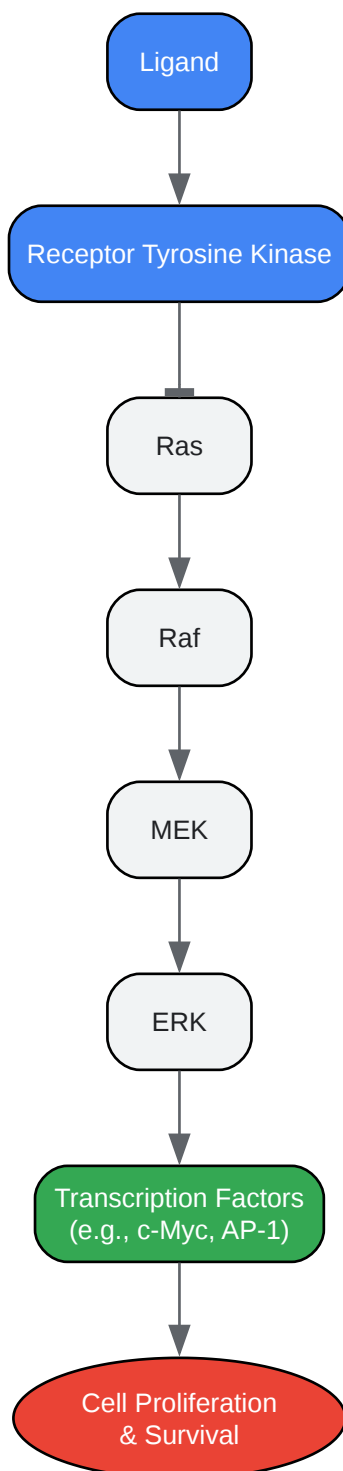 Ligand
Receptor Tyrosine Kinase
Ras
Raf
MEK
ERK
Transcription Factors
(e.g., c-Myc, AP-1)
Cell Proliferation
& Survival